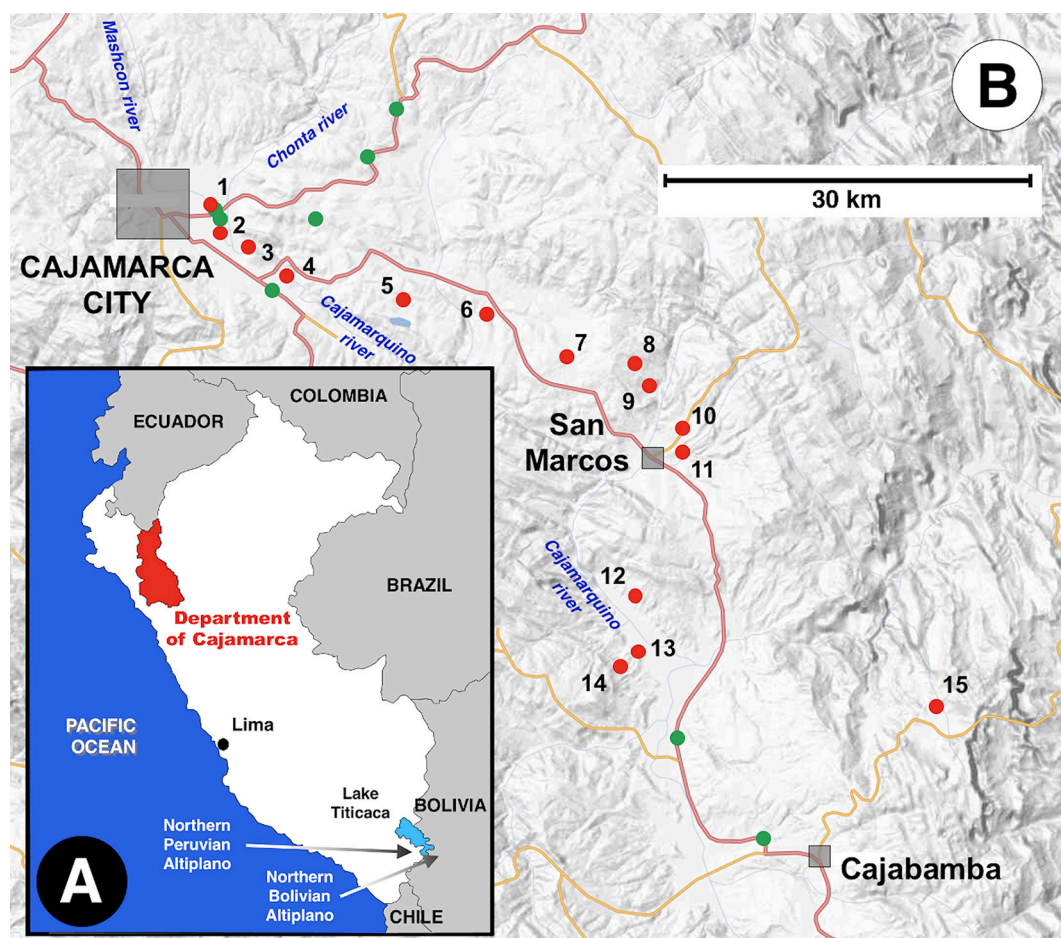 Mashcon river
Chonta river
B
30 km
1
2
3
4
5
6
7
8
9
10
11
12
13
14
15
CAJAMARCA
CITY
Cajamarquino
river
San
Marcos
Cajamarquino
river
Cajabamba
COLOMBIA
ECUADOR
BRAZIL
Department
of Cajamarca
PACIFIC
OCEAN
Lima
Lake
Titicaca
BOLIVIA
Northern
Peruvian
Altiplano
Northern
Bolivian
Altiplano
CHILE
A